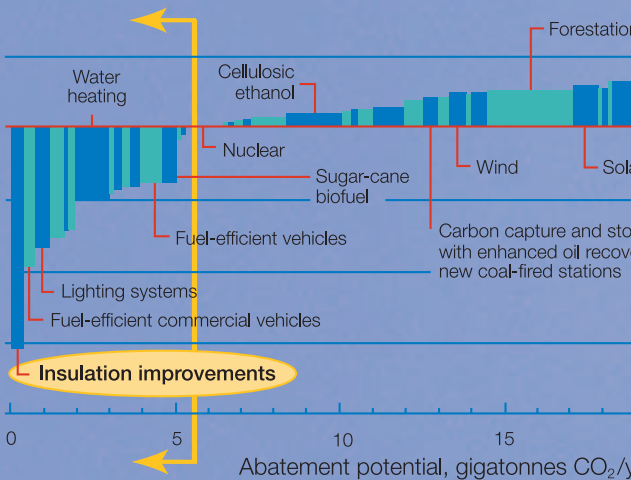 Forestation
Water
heating
Cellulosic
ethanol
Nuclear
Wind
Sola
Sugar-cane
biofuel
Fuel-efficient vehicles
Carbon capture and sto
with enhanced oil recove
new coal-fired stations
Lighting systems
Fuel-efficient commercial vehicles
Insulation improvements
0 5 10 15
Abatement potential, gigatonnes CO₂/y